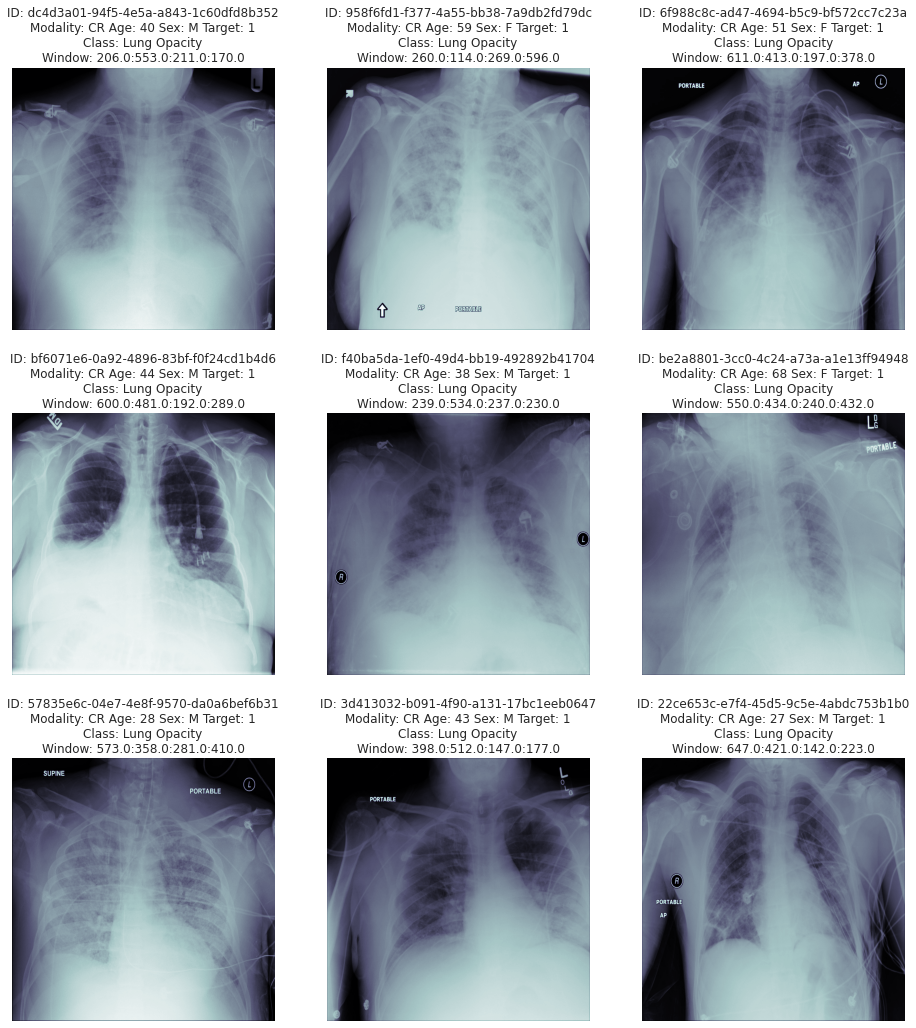 ID: dc4d3a01-94f5-4e5a-a843-1c60dfd8b352
Modality: CR Age: 40 Sex: M Target: 1
Class: Lung Opacity
Window: 206.0:553.0:211.0:170.0
L
ID: 958f6fd1-f377-4a55-bb38-7a9db2fd79dc
Modality: CR Age: 59 Sex: F Target: 1
Class: Lung Opacity
Window: 260.0:114.0:269.0:596.0
AP PORTABLE
ID: 6f988c8c-ad47-4694-b5c9-bf572cc7c23a
Modality: CR Age: 51 Sex: F Target: 1
Class: Lung Opacity
Window: 611.0:413.0:197.0:378.0
PORTABLE AP L
ID: bf6071e6-0a92-4896-83bf-f0f24cd1b4d6
Modality: CR Age: 44 Sex: M Target: 1
Class: Lung Opacity
Window: 600.0:481.0:192.0:289.0
ID: f40ba5da-1ef0-49d4-bb19-492892b41704
Modality: CR Age: 38 Sex: M Target: 1
Class: Lung Opacity
Window: 239.0:534.0:237.0:230.0
L
R
ID: be2a8801-3cc0-4c24-a73a-a1e13ff94948
Modality: CR Age: 68 Sex: F Target: 1
Class: Lung Opacity
Window: 550.0:434.0:240.0:432.0
L
PORTABLE
ID: 57835e6c-04e7-4e8f-9570-da0a6bef6b31
Modality: CR Age: 28 Sex: M Target: 1
Class: Lung Opacity
Window: 573.0:358.0:281.0:410.0
SUPINE
PORTABLE L
ID: 3d413032-b091-4f90-a131-17bc1eeb0647
Modality: CR Age: 43 Sex: M Target: 1
Class: Lung Opacity
Window: 398.0:512.0:147.0:177.0
L
PORTABLE
ID: 22ce653c-e7f4-45d5-9c5e-4abdc753b1b0
Modality: CR Age: 27 Sex: M Target: 1
Class: Lung Opacity
Window: 647.0:421.0:142.0:223.0
R
PORTABLE
AP